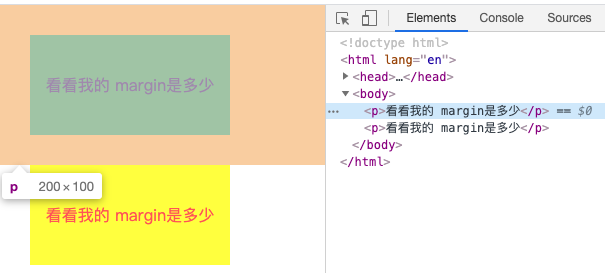 看看我的 margin是多少
p 200 × 100
看看我的 margin是多少
Elements Console Sources
<!doctype html>
<html lang="en">
<head>…</head>
<body>
… <p>看看我的 margin是多少</p> == $0
<p>看看我的 margin是多少</p>
</body>
</html>